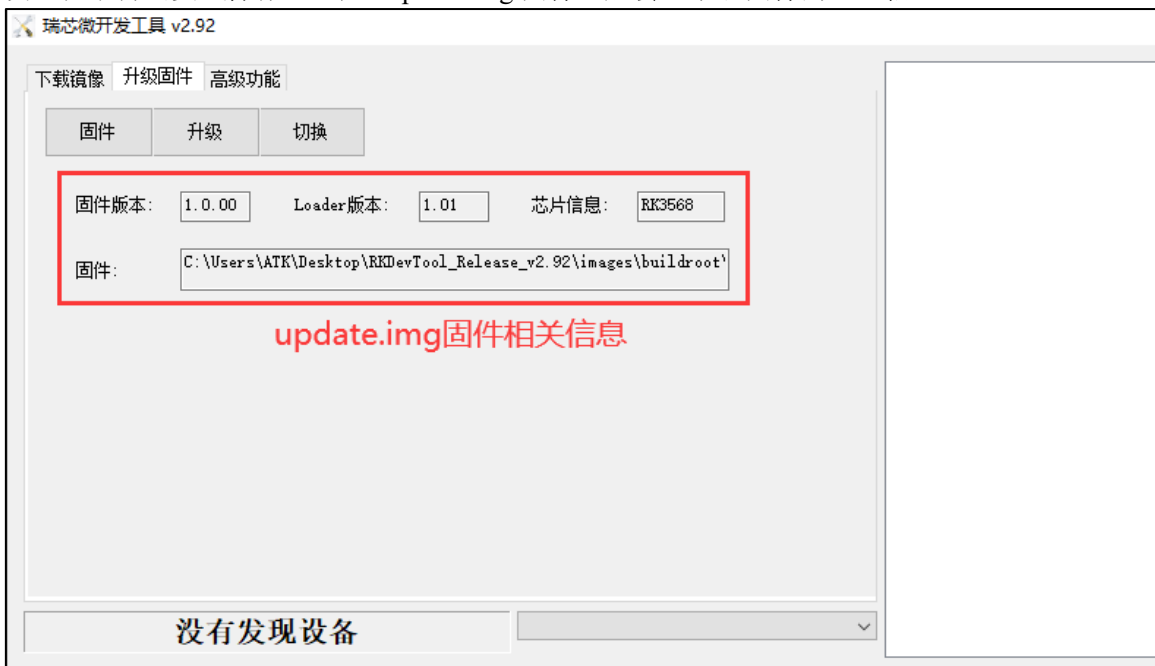 瑞芯微开发工具 v2.92
下载镜像 升级固件 高级功能
固件 升级 切换
固件版本: 1.0.00 Loader版本: 1.01 芯片信息: RK3568
固件: C:\Users\ATK\Desktop\RKDevTool_Release_v2.92\images\buildroot\
update.img固件相关信息
没有发现设备